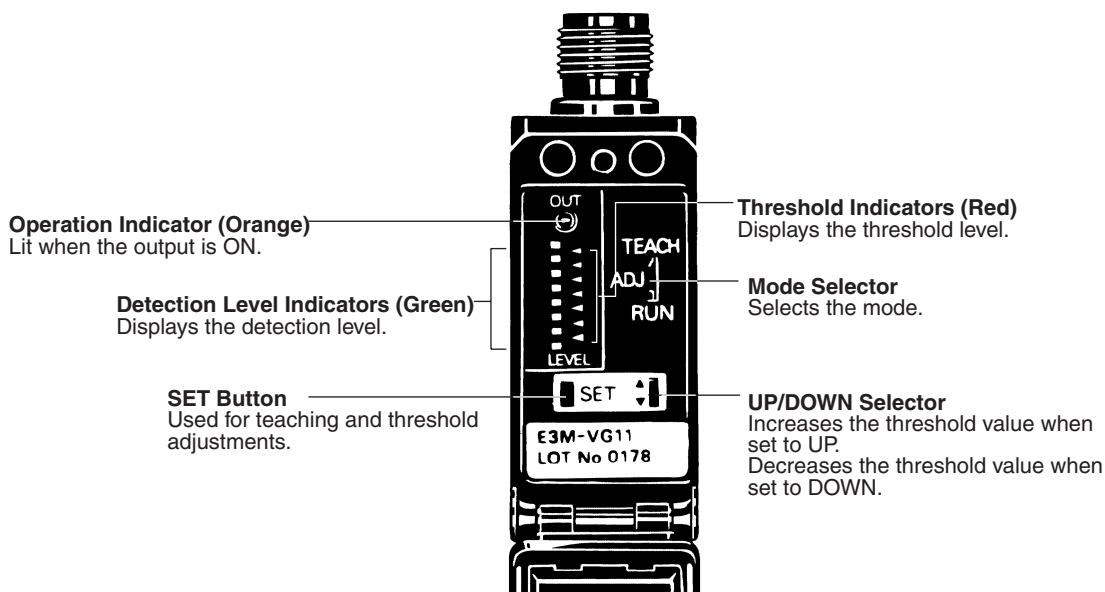 OUT
Operation Indicator (Orange)
Lit when the output is ON.
Threshold Indicators (Red)
Displays the threshold level.
TEACH
ADJ
RUN
Mode Selector
Selects the mode.
Detection Level Indicators (Green)
Displays the detection level.
LEVEL
SET Button
Used for teaching and threshold
adjustments.
SET
UP/DOWN Selector
Increases the threshold value when
set to UP.
Decreases the threshold value when
set to DOWN.
E3M-VG11
LOT No 0178